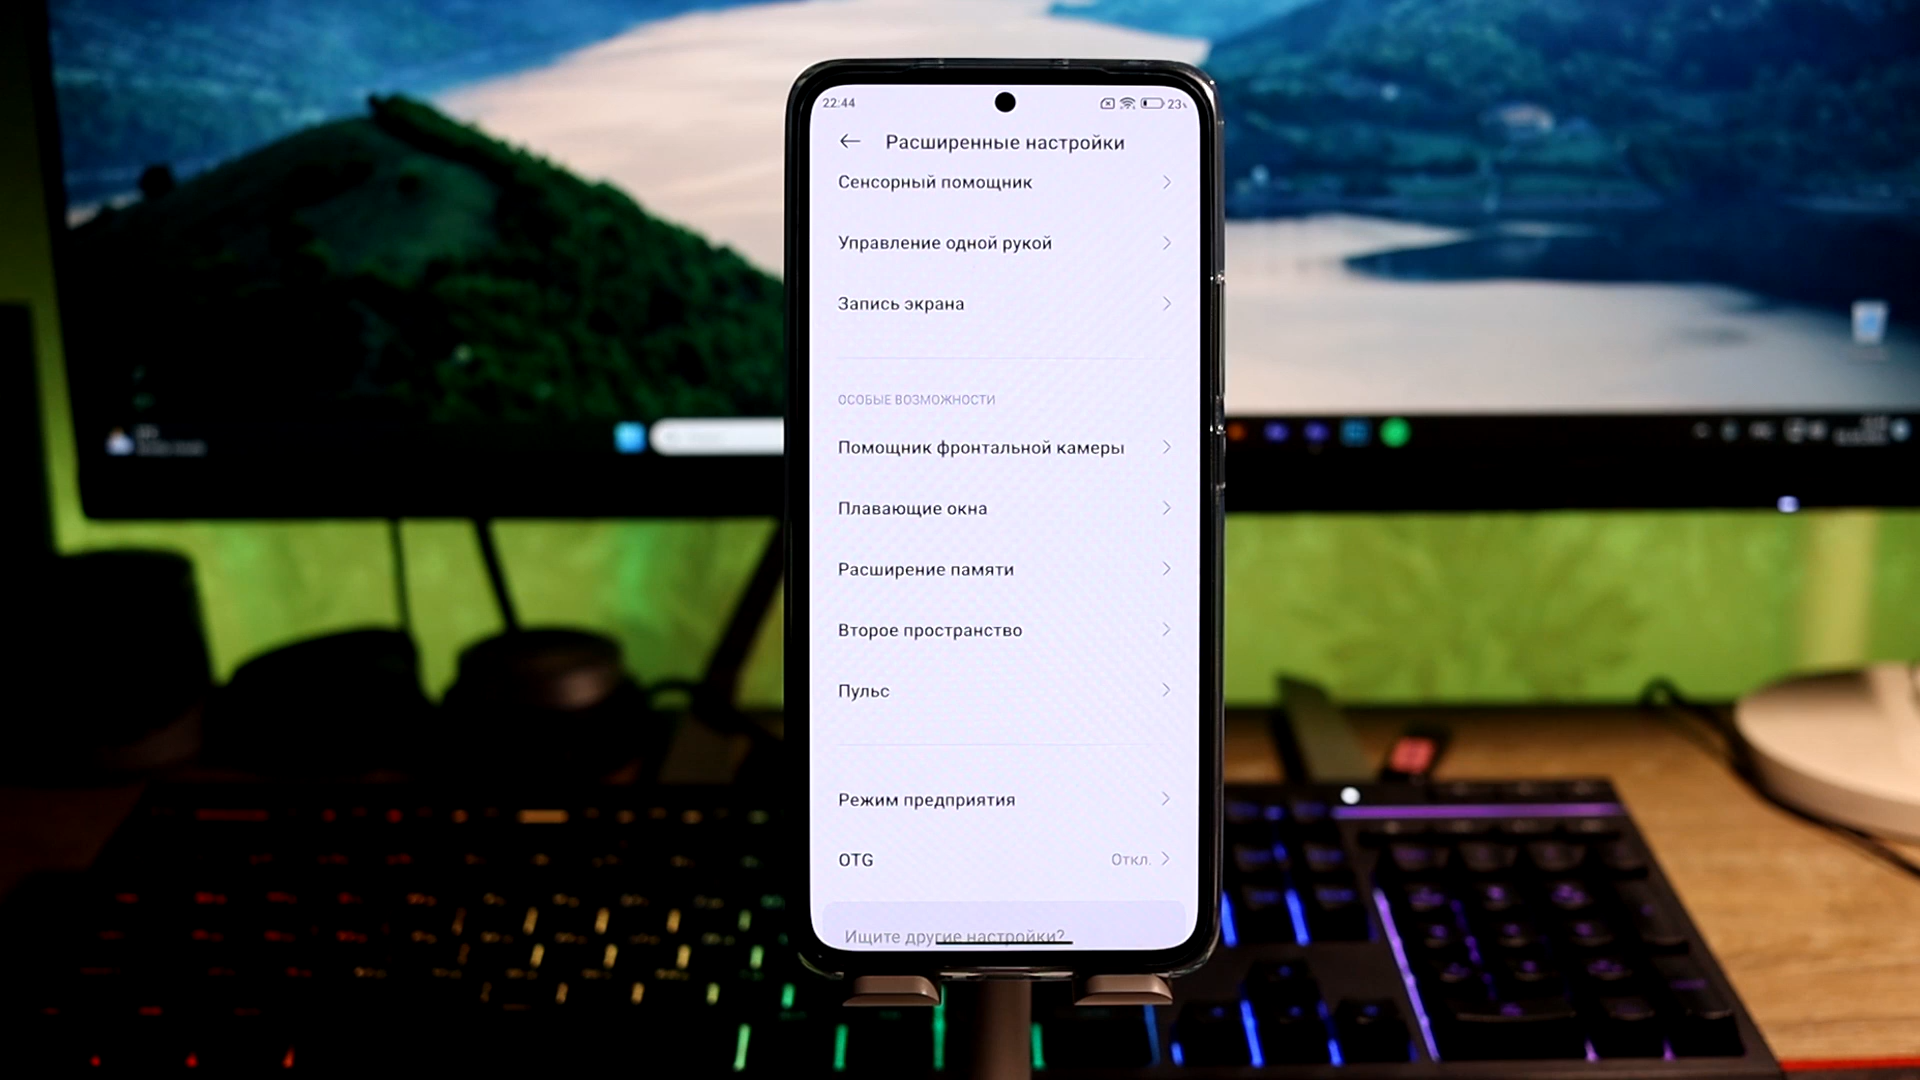 22:44
23%
Расширенные настройки
Сенсорный помощник
Управление одной рукой
Запись экрана
ОСОБЫЕ ВОЗМОЖНОСТИ
Помощник фронтальной камеры
Плавающие окна
Расширение памяти
Второе пространство
Пульс
Режим предприятия
OTG Откл.
Ищите другие настройки?